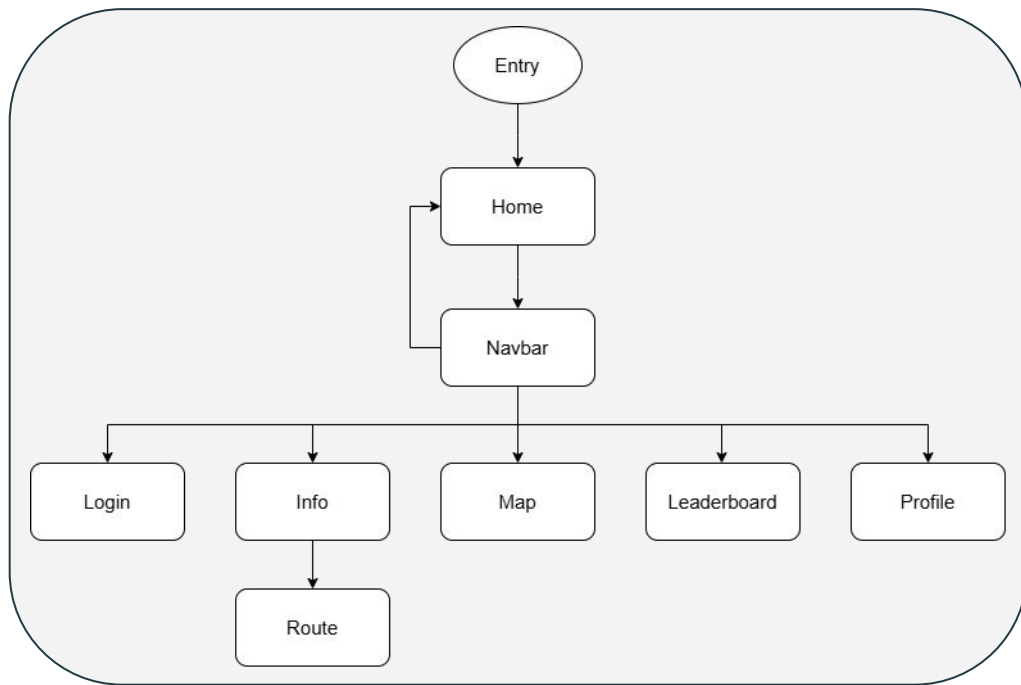 Entry
Home
Navbar
Login
Info
Map
Leaderboard
Profile
Route